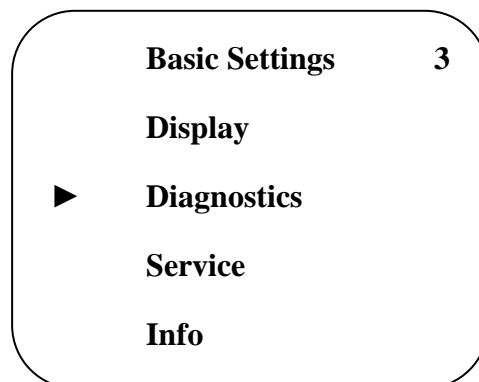 Basic Settings 3
Display
► Diagnostics
Service
Info